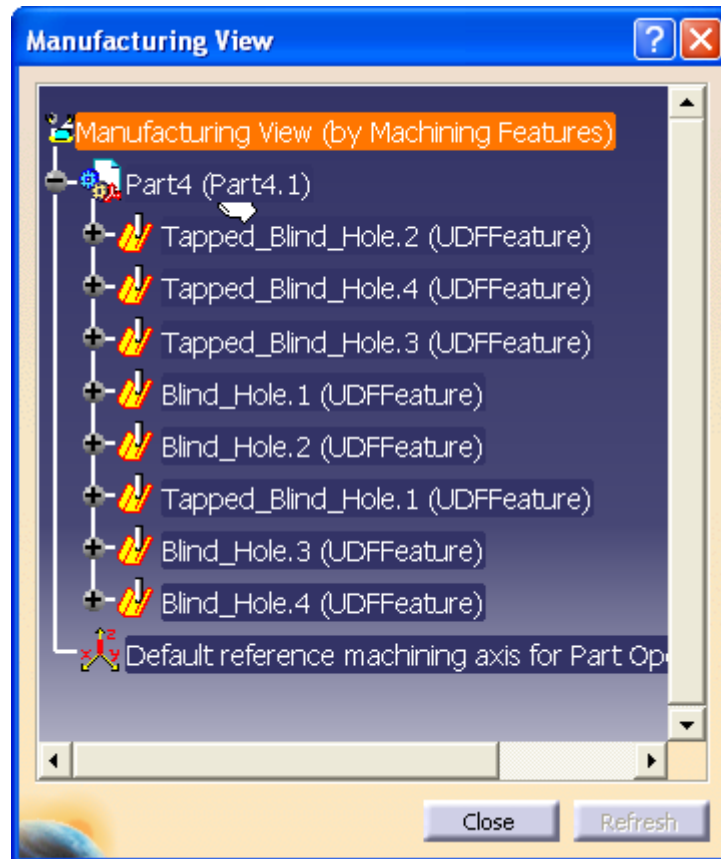 Manufacturing View
Manufacturing View (by Machining Features)
Part4 (Part4.1)
Tapped_Blind_Hole.2 (UDFFeature)
Tapped_Blind_Hole.4 (UDFFeature)
Tapped_Blind_Hole.3 (UDFFeature)
Blind_Hole.1 (UDFFeature)
Blind_Hole.2 (UDFFeature)
Tapped_Blind_Hole.1 (UDFFeature)
Blind_Hole.3 (UDFFeature)
Blind_Hole.4 (UDFFeature)
Default reference machining axis for Part Op
Close Refresh